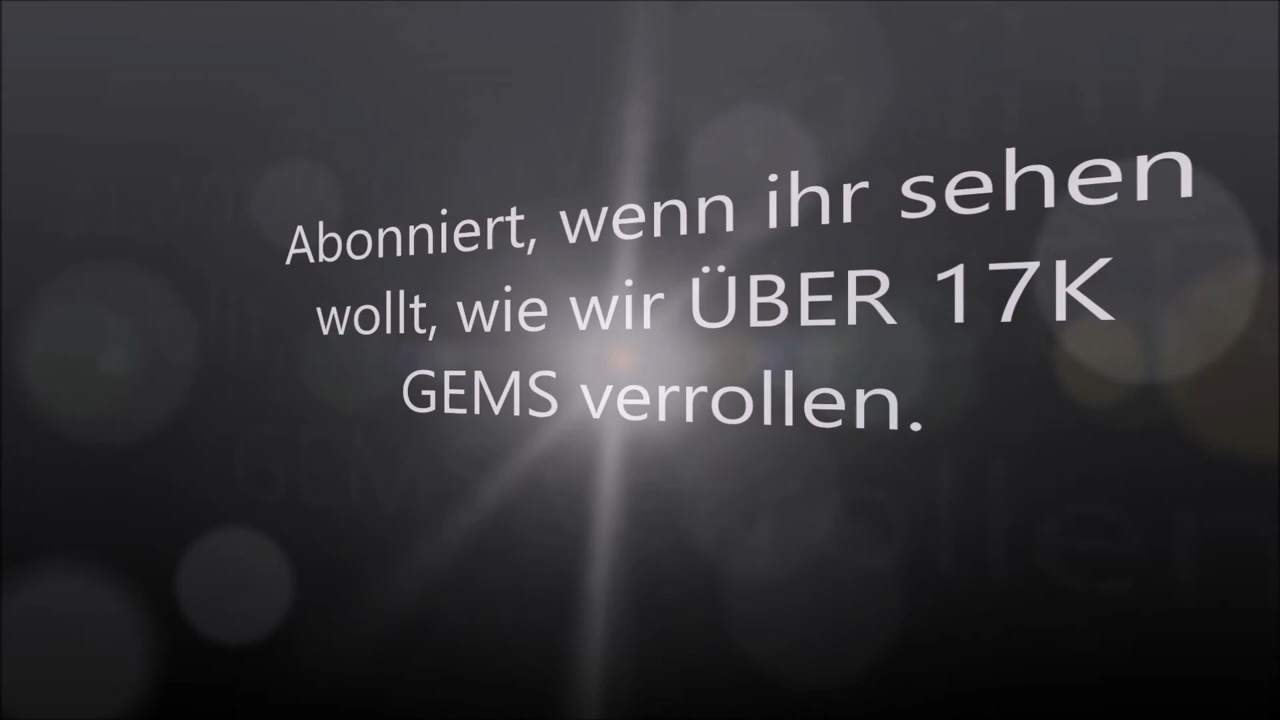 Abonniert, wenn ihr sehen
wollt, wie wir ÜBER 17K
GEMS verrollen.